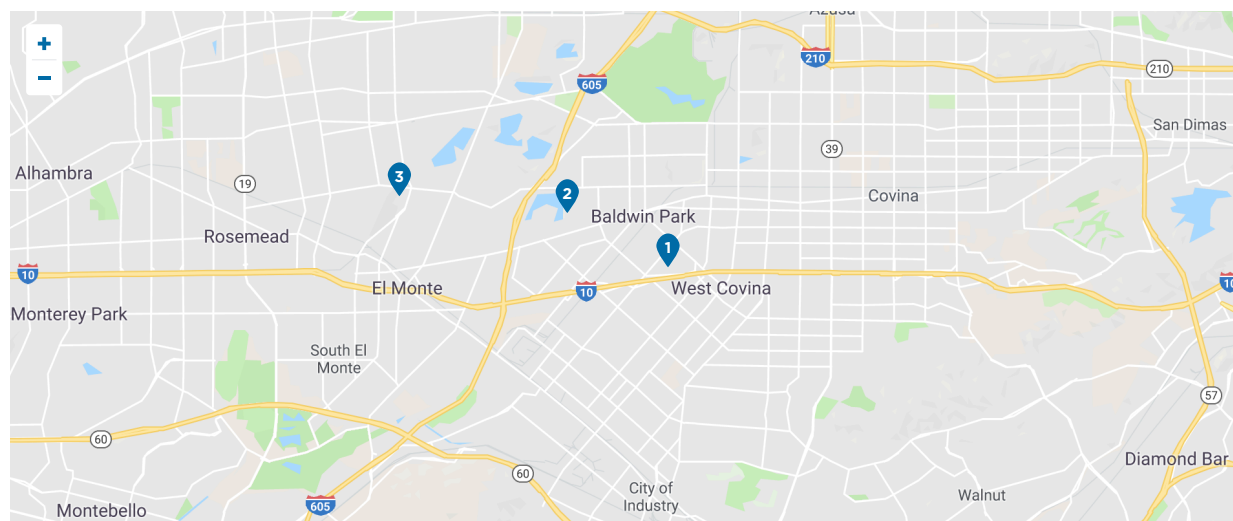 Azusa
+
−
210
605
210
San Dimas
39
Alhambra
3
19
2
Covina
Baldwin Park
Rosemead
1
10
10
El Monte
10
West Covina
Monterey Park
South El
Monte
57
60
Diamond Bar
60
City of
Industry
Walnut
605
Montebello